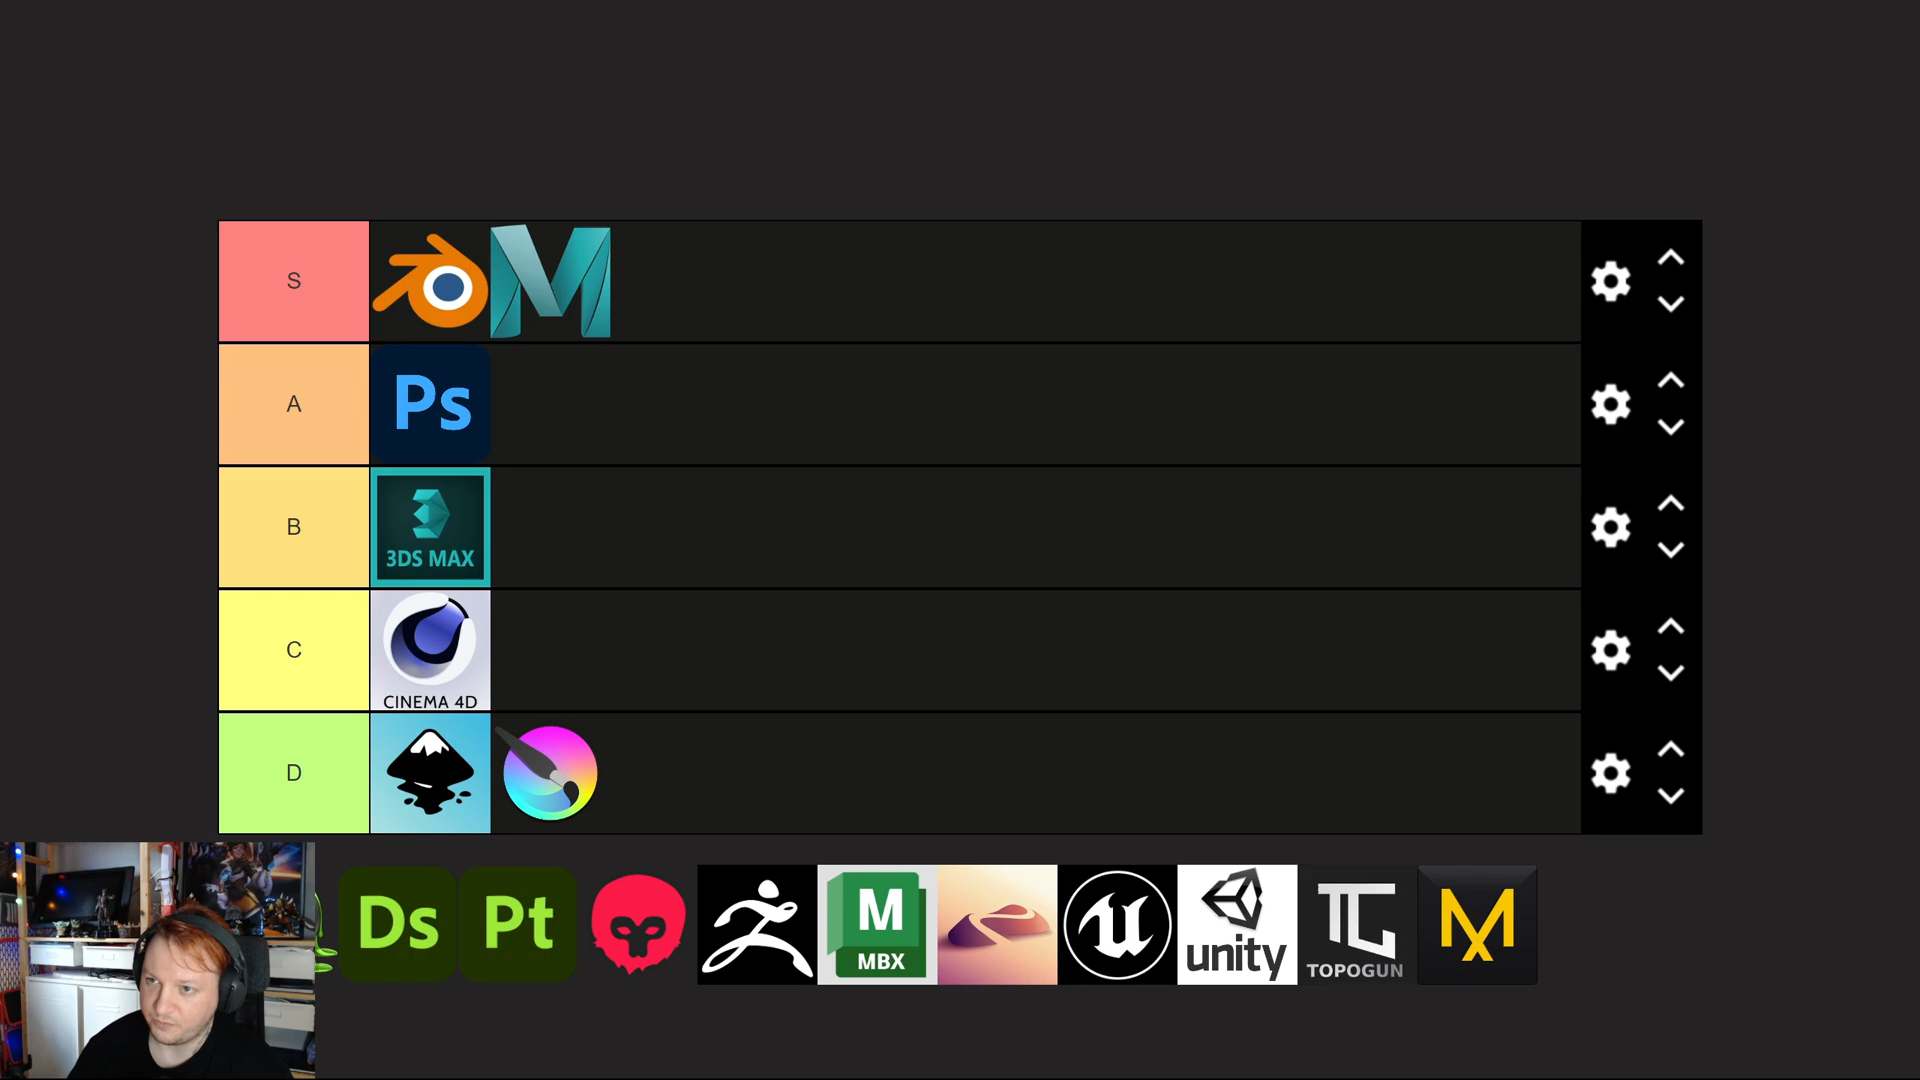 S
A
Ps
B
3DS MAX
C
CINEMA 4D
D
Ds
Pt
M
MBX
unity
TOPOGUN